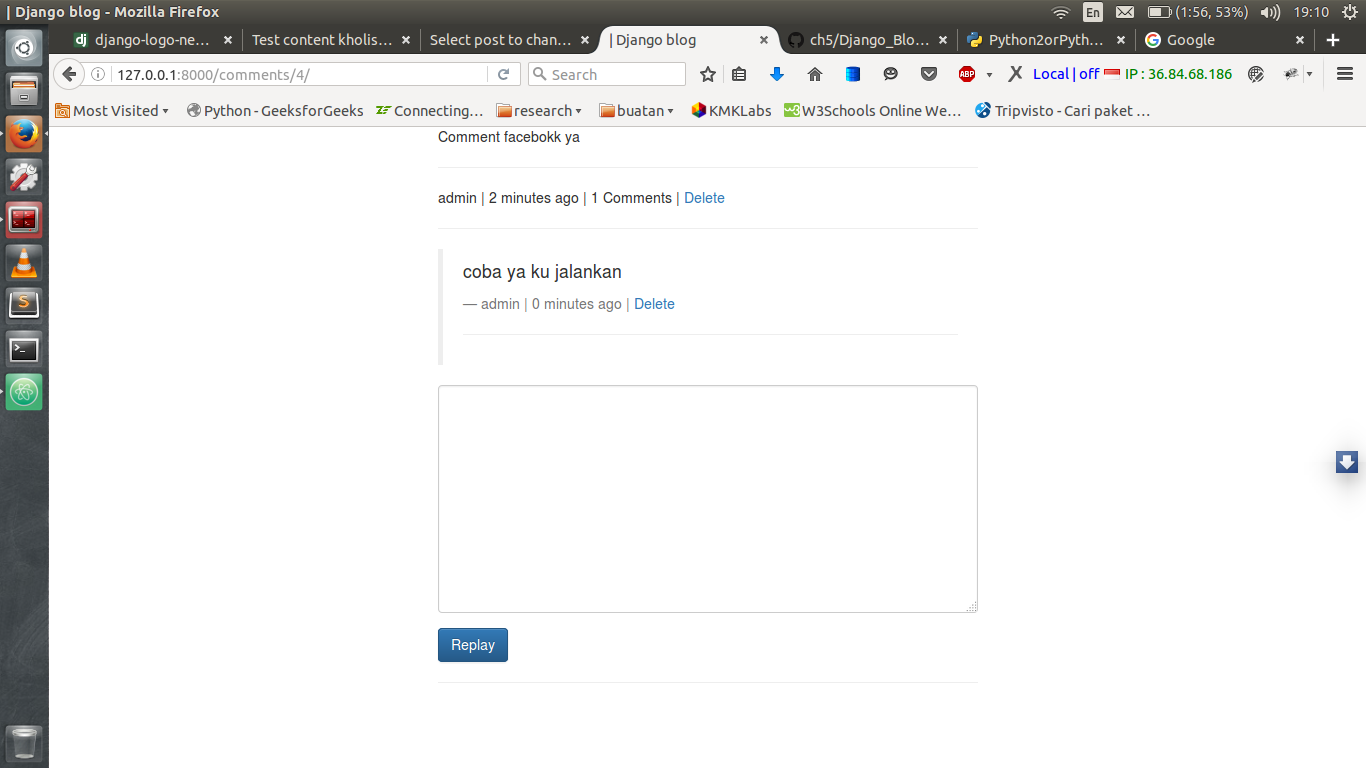 | Django blog - Mozilla Firefox
En
(1:56, 53%)
19:10
django-logo-ne...
Test content kholis...
Select post to chan...
| Django blog
ch5/Django_Blo...
Python2orPyth...
Google
127.0.0.1:8000/comments/4/
Search
ABP
Local | off
IP : 36.84.68.186
Most Visited
Python - GeeksforGeeks
Connecting...
research
buatan
KMKLabs
W3Schools Online We...
Tripvisto - Cari paket ...
Comment facebokk ya
admin | 2 minutes ago | 1 Comments | Delete
coba ya ku jalankan
— admin | 0 minutes ago | Delete
Replay